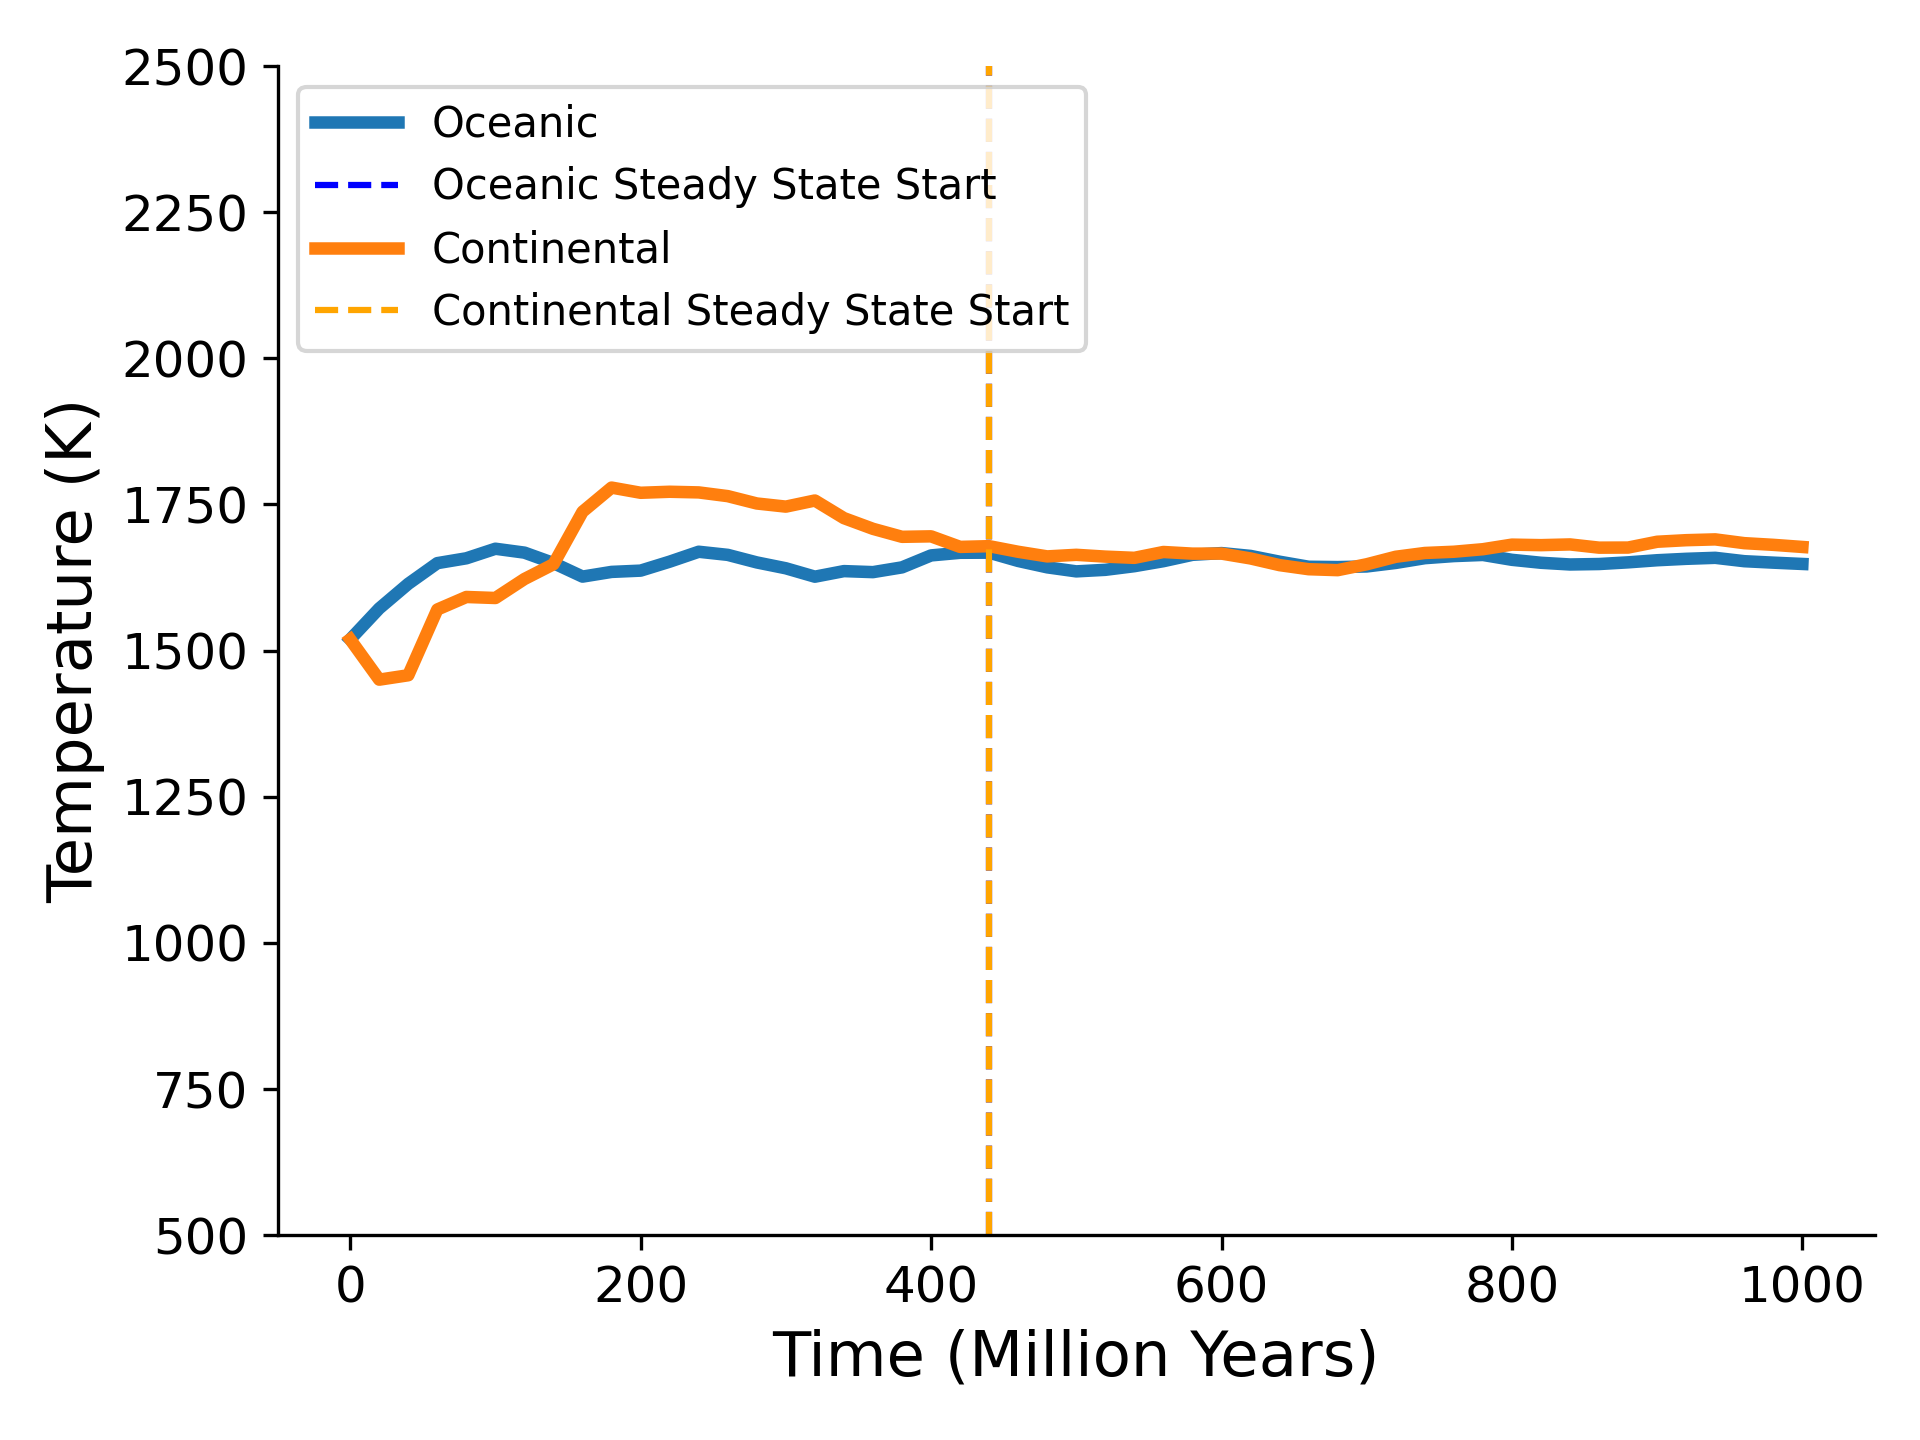 2500
2250
2000
1750
1500
1250
1000
750
500
Temperature (K)
Oceanic
Oceanic Steady State Start
Continental
Continental Steady State Start
0 200 400 600 800 1000
Time (Million Years)